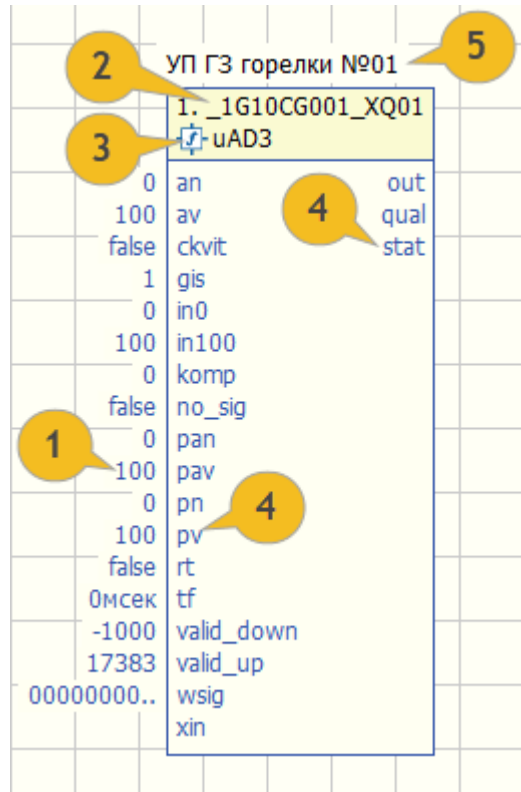 5
2
УП ГЗ горелки №01
1. _1G10CG001_XQ01
3
uAD3
0 an out
100 av 4 qual
false ckvit stat
1 gis
0 in0
100 in100
0 komp
false no_sig
0 pan
1
100 pav
0 pn 4
100 pv
false rt
0мсек tf
-1000 valid_down
17383 valid_up
00000000.. wsig
xin